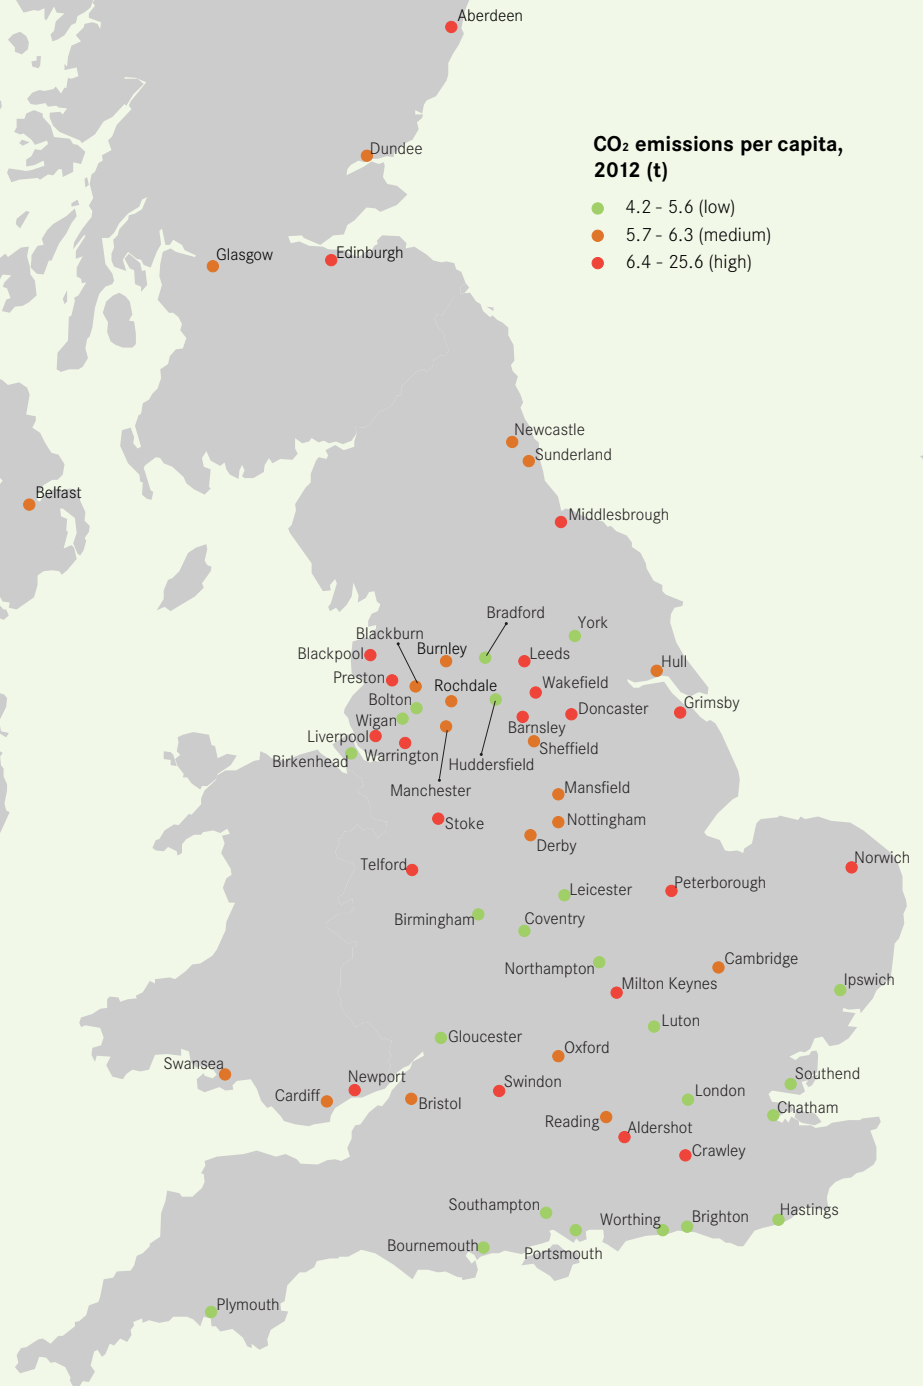 Aberdeen
CO₂ emissions per capita,
2012 (t)
Dundee
4.2 - 5.6 (low)
5.7 - 6.3 (medium)
6.4 - 25.6 (high)
Glasgow
Edinburgh
Newcastle
Sunderland
Belfast
Middlesbrough
Bradford
York
Blackburn
Burnley
Blackpool
Leeds
Hull
Preston
Rochdale
Wakefield
Bolton
Grimsby
Doncaster
Wigan
Barnsley
Liverpool
Sheffield
Birkenhead
Warrington
Huddersfield
Manchester
Mansfield
Stoke
Nottingham
Derby
Telford
Norwich
Leicester
Peterborough
Birmingham
Coventry
Northampton
Cambridge
Milton Keynes
Ipswich
Luton
Gloucester
Oxford
Swansea
Newport
Swindon
Southend
Cardiff
Bristol
London
Chatham
Reading
Aldershot
Crawley
Southampton
Worthing
Brighton
Hastings
Bournemouth
Portsmouth
Plymouth